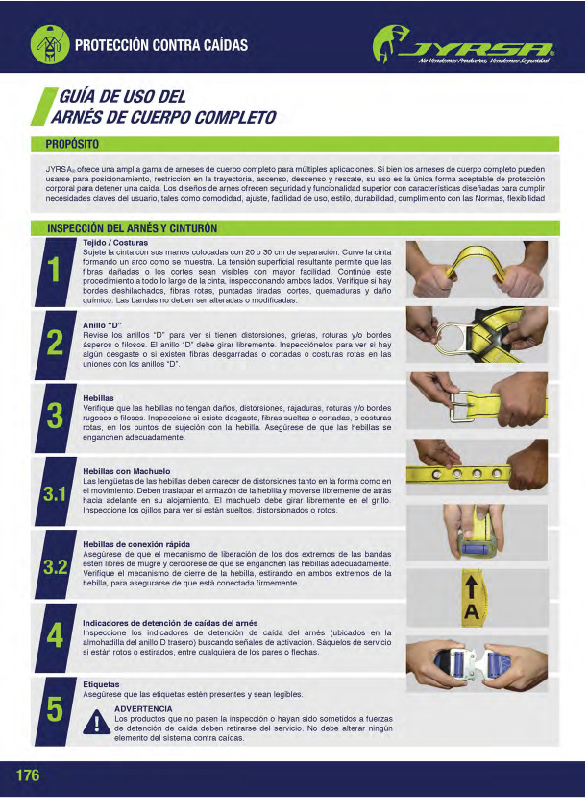 PROTECCIÓN CONTRA CAÍDAS
JYRSA®
No Vendemos Productos, Vendemos Seguridad
GUÍA DE USO DEL
ARNÉS DE CUERPO COMPLETO
PROPÓSITO
JYRSA® ofrece una amplia gama de arneses de cuerpo completo para múltiples aplicaciones. Si bien los arneses de cuerpo completo pueden
usarse para posicionamiento, restricción en la trayectoria, ascenso, descenso y rescate, su uso es la única forma aceptable de protección
corporal para detener una caída. Los diseños de arnes ofrecen seguridad y funcionalidad superior con características diseñadas para cumplir
necesidades claves del usuario, tales como comodidad, ajuste, facilidad de uso, estilo, durabilidad, cumplimiento con las Normas, flexibilidad
INSPECCIÓN DEL ARNÉS Y CINTURÓN
1
Tejido / Costuras
Sujete la cinta con sus manos colocadas con 20 o 30 cm de separación. Curve la cinta
formando un arco como se muestra. La tensión superficial resultante permite que las
fibras dañadas o los cortes sean visibles con mayor facilidad. Continúe este
procedimiento a todo lo largo de la cinta, inspeccionando ambos lados. Verifique si hay
bordes deshilachados, fibras rotas, puntadas tiradas, cortes, quemaduras y daño
químico. Las bandas no deben ser alteradas o modificadas.
2
Anillo "D"
Revise los anillos "D" para ver si tienen distorsiones, grietas, roturas y/o bordes
ásperos o filosos. El anillo "D" debe girar libremente. Inspecciónelos para ver si hay
algún desgaste o si existen fibras desgarradas o cortadas o costuras rotas en las
uniones con los anillos "D".
3
Hebillas
Verifique que las hebillas no tengan daños, distorsiones, rajaduras, roturas y/o bordes
rugosos o filosos. Inspeccione si existe desgaste, fibras sueltas o cortadas, o costuras
rotas, en los puntos de sujeción con la hebilla. Asegúrese de que las hebillas se
enganchen adecuadamente.
3.1
Hebillas con Machuelo
Las lengüetas de las hebillas deben carecer de distorsiones tanto en la forma como en
el movimiento. Deben traslapar el armazón de la hebilla y moverse libremente de atrás
hacia adelante en su alojamiento. El machuelo debe girar libremente en el grillo.
Inspeccione los ojillos para ver si están sueltos, distorsionados o rotos.
3.2
Hebillas de conexión rápida
Asegúrese de que el mecanismo de liberación de los dos extremos de las bandas
estén libres de mugre y cerciorese de que se enganchen las hebillas adecuadamente.
Verifique el mecanismo de cierre de la hebilla, estirando en ambos extremos de la
hebilla, para asegurarse de que está conectada firmemente.
A
4
Indicadores de detención de caídas del arnés
Inspeccione los indicadores de detención de caída del arnés (ubicados en la
almohadilla del anillo D trasero) buscando señales de activación. Sáquelos de servicio
si están rotos o estirados, entre cualquiera de los pares o flechas.
5
Etiquetas
Asegúrese que las etiquetas estén presentes y sean legibles.
ADVERTENCIA
Los productos que no pasen la inspección o hayan sido sometidos a fuerzas
de detención de caída deben retirarse del servicio. No debe alterar ningún
elemento del sistema contra caídas.
176